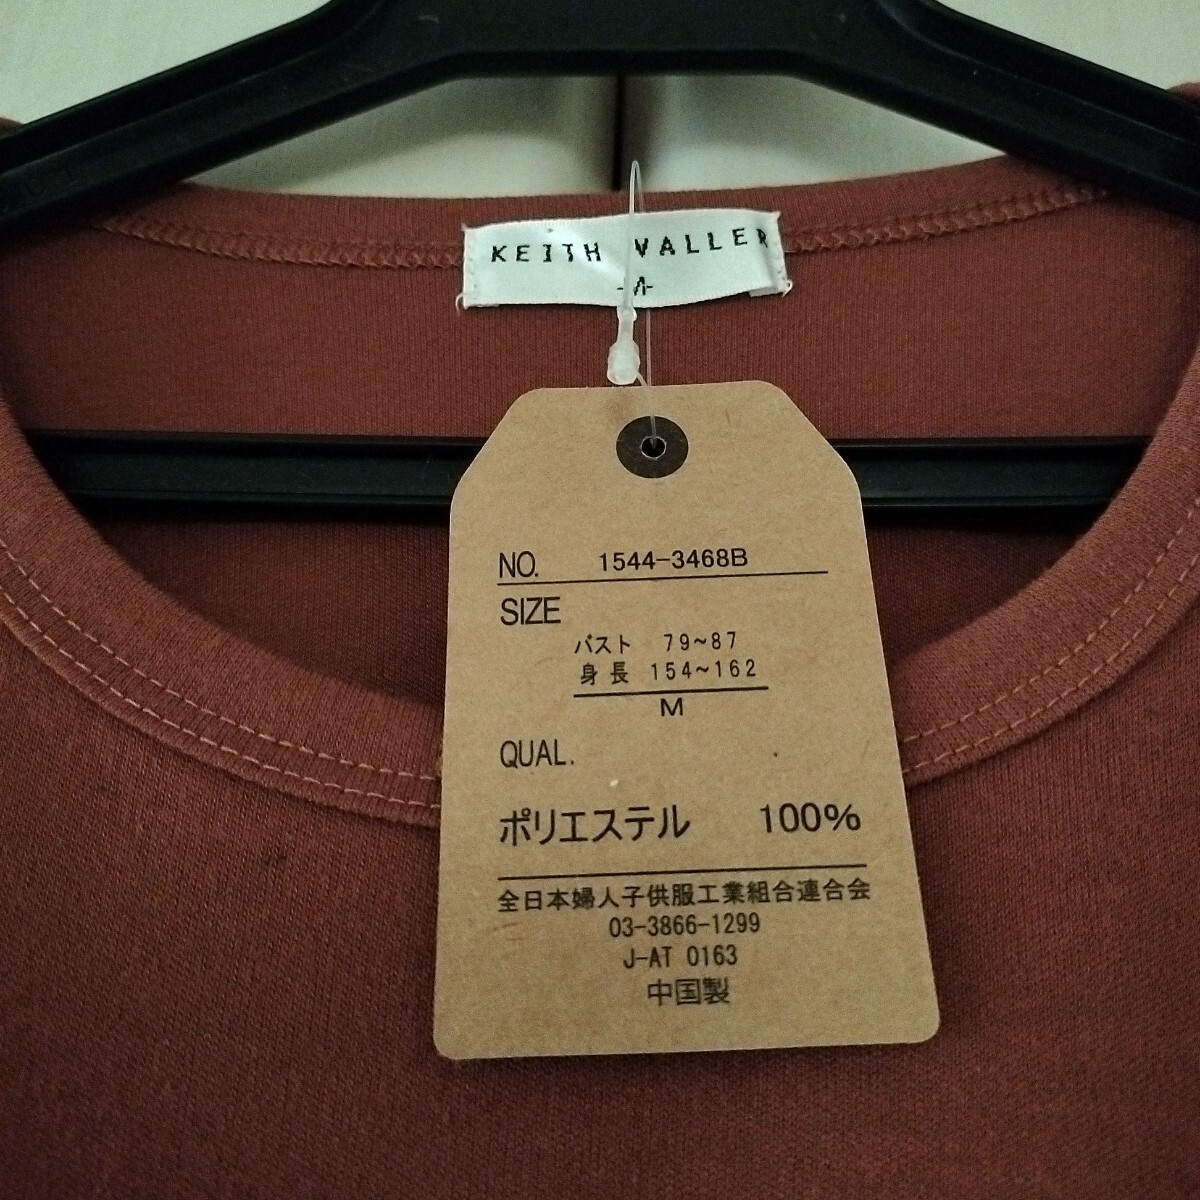 KEITH VALLER
-M-
NO. 1544-3468B
SIZE
バスト 79~87
身長 154~162
M
QUAL.
ポリエステル 100%
全日本婦人子供服工業組合連合会
03-3866-1299
J-AT 0163
中国製